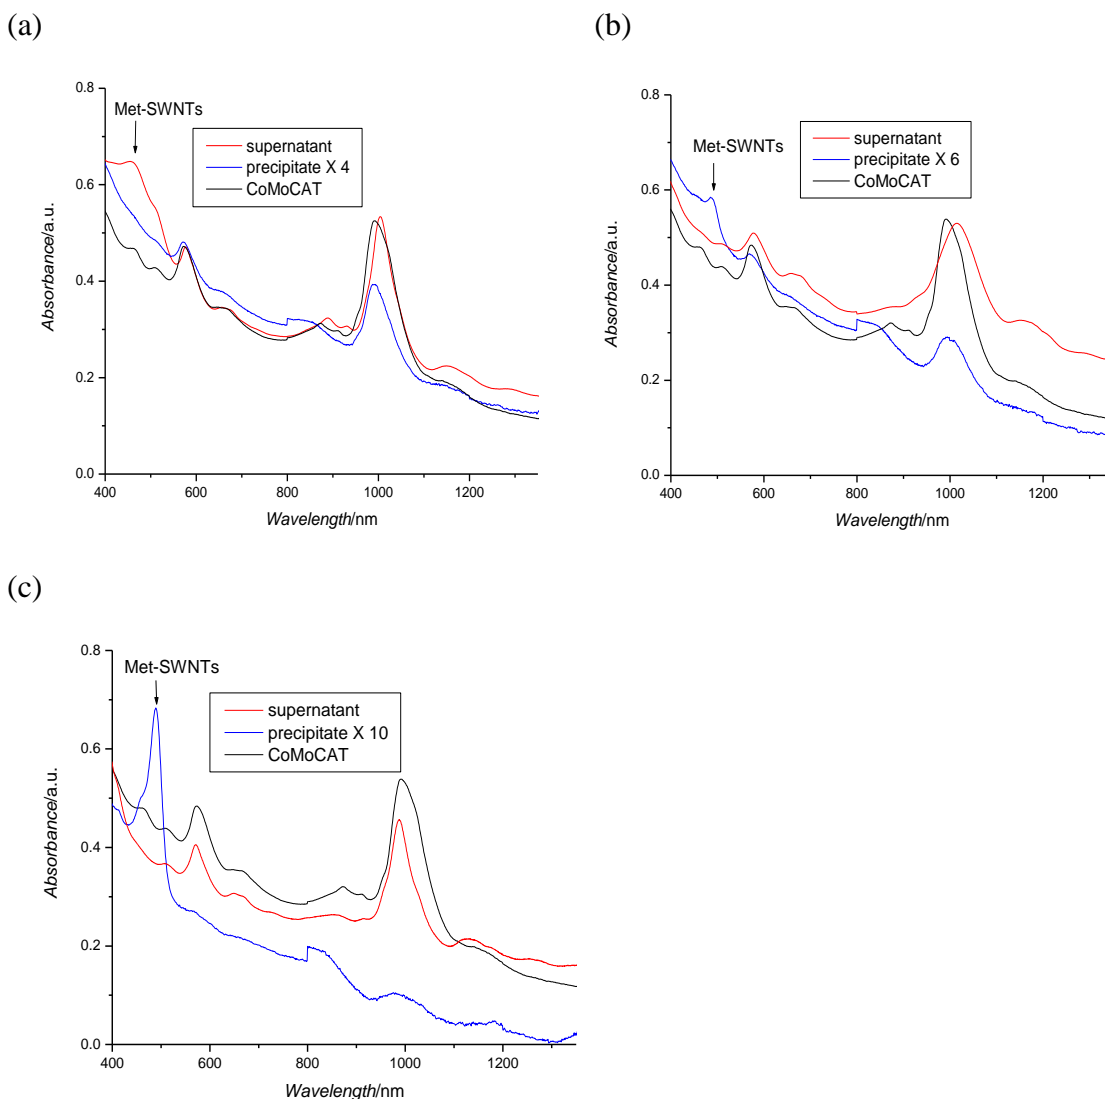 (a)
(b)
Met-SWNTs
supernatant
precipitate X 4
CoMoCAT
Absorbance/a.u.
0.8
0.6
0.4
0.2
0.0
400
600
800
1000
1200
Wavelength/nm
Met-SWNTs
supernatant
precipitate X 6
CoMoCAT
Absorbance/a.u.
0.8
0.6
0.4
0.2
0.0
400
600
800
1000
1200
Wavelength/nm
(c)
Met-SWNTs
supernatant
precipitate X 10
CoMoCAT
Absorbance/a.u.
0.8
0.6
0.4
0.2
0.0
400
600
800
1000
1200
Wavelength/nm